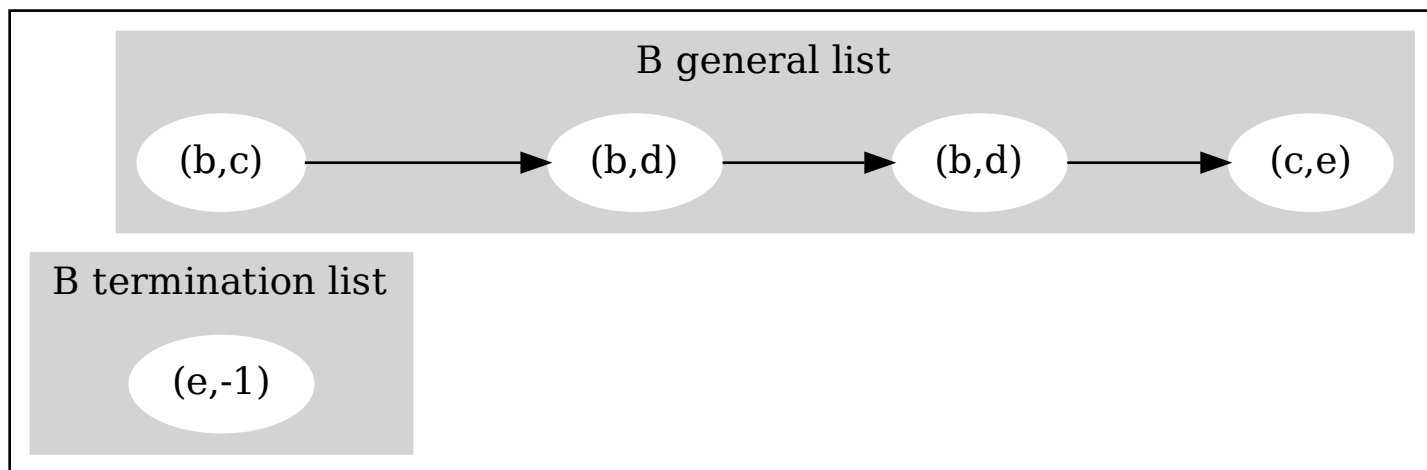 B general list
(b,c) (b,d) (b,d) (c,e)
B termination list
(e,-1)